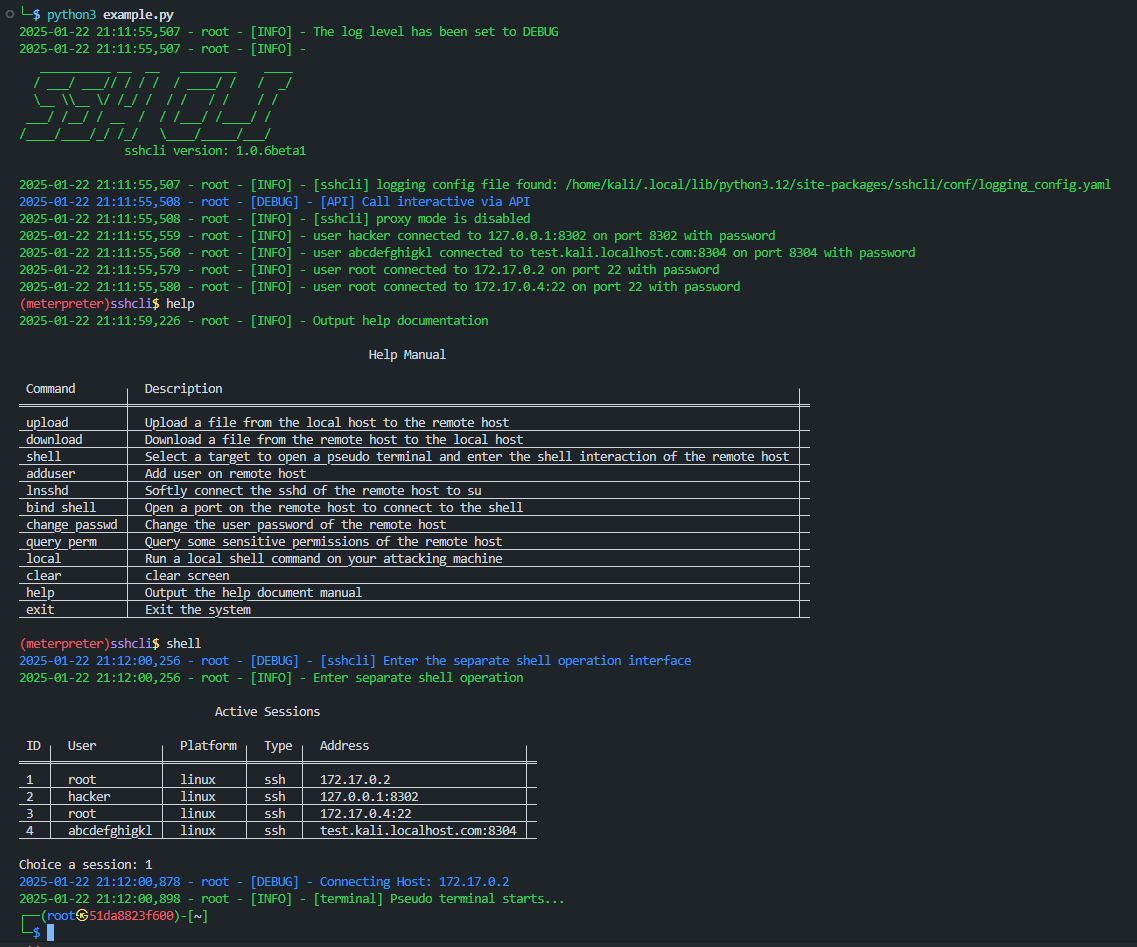 └─$ python3 example.py
2025-01-22 21:11:55,507 - root - [INFO] - The log level has been set to DEBUG
2025-01-22 21:11:55,507 - root - [INFO] -
SSH CLI
sshcli version: 1.0.6beta1
2025-01-22 21:11:55,507 - root - [INFO] - [sshcli] logging config file found: /home/kali/.local/lib/python3.12/site-packages/sshcli/conf/logging_config.yaml
2025-01-22 21:11:55,508 - root - [DEBUG] - [API] Call interactive via API
2025-01-22 21:11:55,508 - root - [INFO] - [sshcli] proxy mode is disabled
2025-01-22 21:11:55,559 - root - [INFO] - user hacker connected to 127.0.0.1:8302 on port 8302 with password
2025-01-22 21:11:55,560 - root - [INFO] - user abcdefghigkl connected to test.kali.localhost.com:8304 on port 8304 with password
2025-01-22 21:11:55,579 - root - [INFO] - user root connected to 172.17.0.2 on port 22 with password
2025-01-22 21:11:55,580 - root - [INFO] - user root connected to 172.17.0.4:22 on port 22 with password
(meterpreter)sshcli$ help
2025-01-22 21:11:59,226 - root - [INFO] - Output help documentation
Help Manual
Command Description
upload Upload a file from the local host to the remote host
download Download a file from the remote host to the local host
shell Select a target to open a pseudo terminal and enter the shell interaction of the remote host
adduser Add user on remote host
lnsshd Softly connect the sshd of the remote host to su
bind shell Open a port on the remote host to connect to the shell
change passwd Change the user password of the remote host
query perm Query some sensitive permissions of the remote host
local Run a local shell command on your attacking machine
clear clear screen
help Output the help document manual
exit Exit the system
(meterpreter)sshcli$ shell
2025-01-22 21:12:00,256 - root - [DEBUG] - [sshcli] Enter the separate shell operation interface
2025-01-22 21:12:00,256 - root - [INFO] - Enter separate shell operation
Active Sessions
ID User Platform Type Address
1 root linux ssh 172.17.0.2
2 hacker linux ssh 127.0.0.1:8302
3 root linux ssh 172.17.0.4:22
4 abcdefghigkl linux ssh test.kali.localhost.com:8304
Choice a session: 1
2025-01-22 21:12:00,878 - root - [DEBUG] - Connecting Host: 172.17.0.2
2025-01-22 21:12:00,898 - root - [INFO] - [terminal] Pseudo terminal starts...
┌──(root㉿51da8823f600)-[~]
└─$